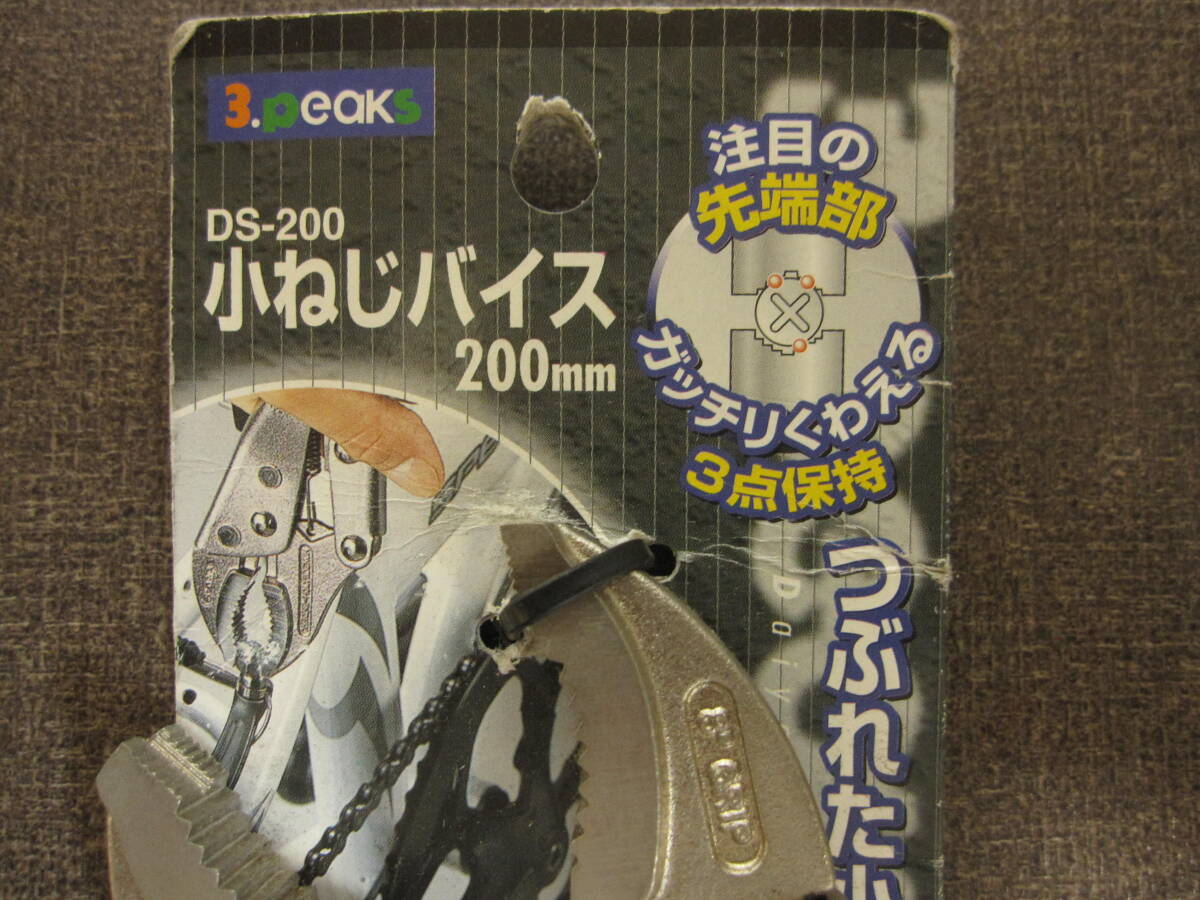 3.peaks
DS-200
小ねじバイス
200mm
注目の
先端部
ガッチリくわえる
3点保持
つぶれた小